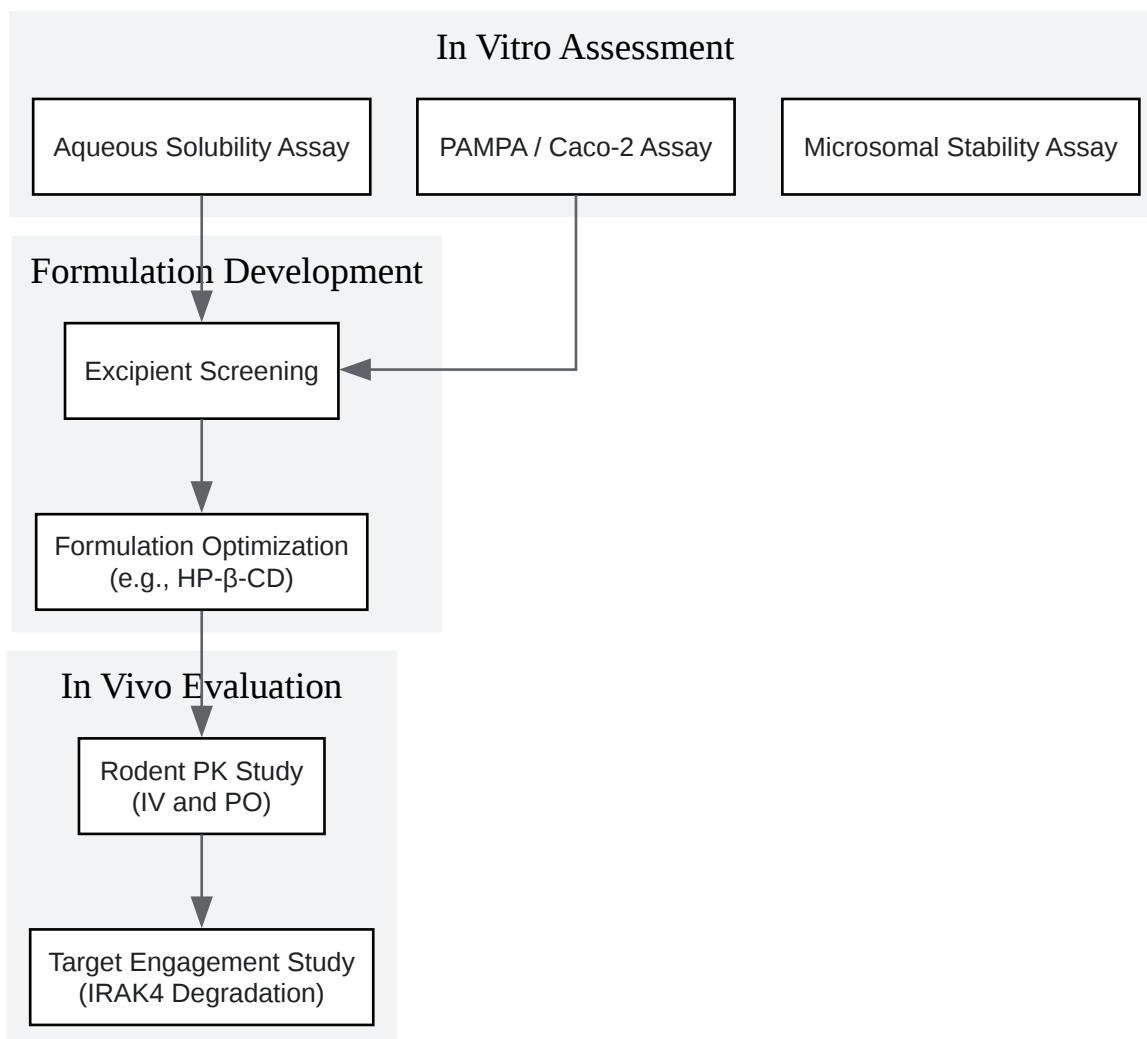 In Vitro Assessment
Aqueous Solubility Assay
PAMPA / Caco-2 Assay
Microsomal Stability Assay
Formulation Development
Excipient Screening
Formulation Optimization
(e.g., HP-β-CD)
In Vivo Evaluation
Rodent PK Study
(IV and PO)
Target Engagement Study
(IRAK4 Degradation)